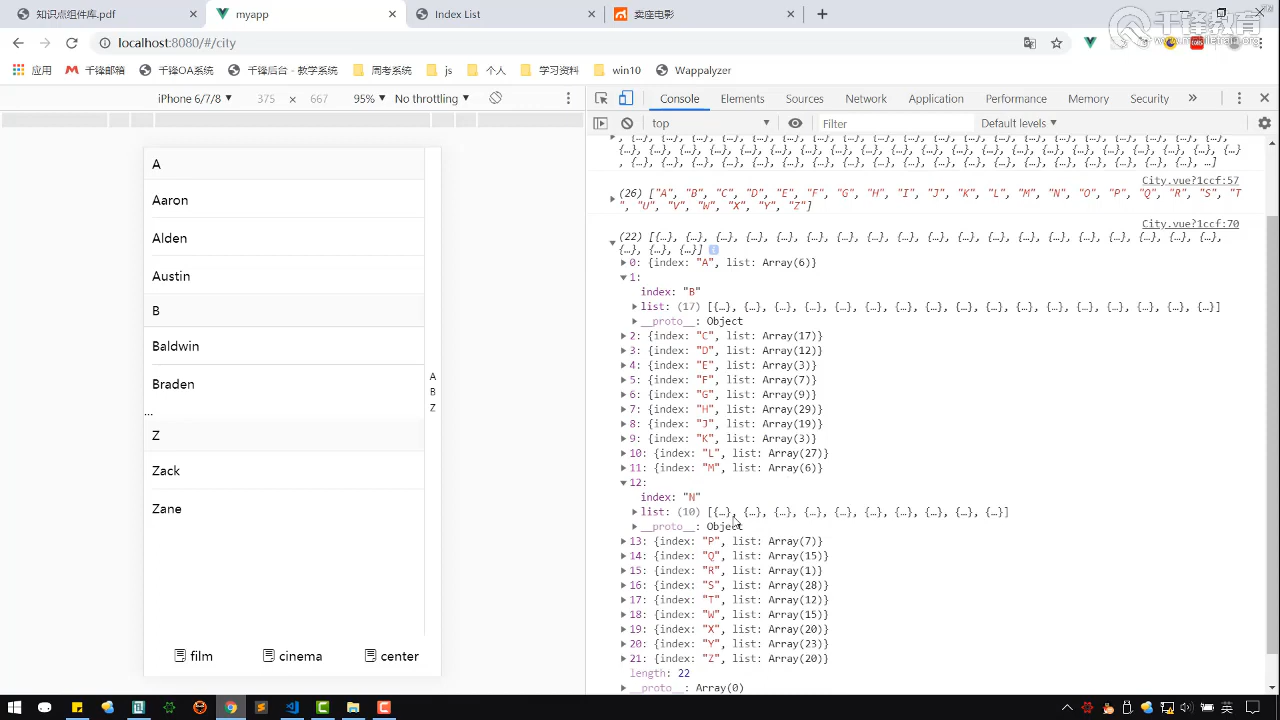 知识点组件库.pdf
myapp
Index List
卖座电影
localhost:8080/#/city
千锋教育
应用
千锋邮箱
千锋OA系统
千锋后台 - 教学系统
周考系统
js
个人
学习资料
win10
Wappalyzer
iPhone 6/7/8 ▼ 375 × 667 95% ▼ No throttling ▼
Console Elements Sources Network Application Performance Memory Security »
top ▼ Filter Default levels ▼
A
Aaron
Alden
Austin
B
Baldwin
Braden
...
Z
Zack
Zane
A
B
Z
film
cinema
center
{…}, {…}, {…}, {…}, {…}, {…}, {…}, {…}, {…}, {…}, {…}, {…}, {…}, {…}, {…}, {…}, {…}, {…}, {…}, {…}
, {…}, {…}, {…}, {…}, {…}, {…}, {…}, {…}, {…}, {…}, {…}, {…}, {…}, {…}, {…}, {…}, {…}, {…}, {…}, …]
City.vue?1ccf:57
(26) ["A", "B", "C", "D", "E", "F", "G", "H", "I", "J", "K", "L", "M", "N", "O", "P", "Q", "R", "S", "T
", "U", "V", "W", "X", "Y", "Z"]
City.vue?1ccf:70
(22) [{…}, {…}, {…}, {…}, {…}, {…}, {…}, {…}, {…}, {…}, {…}, {…}, {…}, {…}, {…}, {…}, {…}, {…}, {…},
{…}, {…}, {…}]
0: {index: "A", list: Array(6)}
1:
index: "B"
list: (17) [{…}, {…}, {…}, {…}, {…}, {…}, {…}, {…}, {…}, {…}, {…}, {…}, {…}, {…}, {…}, {…}, {…}]
__proto__: Object
2: {index: "C", list: Array(17)}
3: {index: "D", list: Array(12)}
4: {index: "E", list: Array(3)}
5: {index: "F", list: Array(7)}
6: {index: "G", list: Array(9)}
7: {index: "H", list: Array(29)}
8: {index: "J", list: Array(19)}
9: {index: "K", list: Array(3)}
10: {index: "L", list: Array(27)}
11: {index: "M", list: Array(6)}
12:
index: "N"
list: (10) [{…}, {…}, {…}, {…}, {…}, {…}, {…}, {…}, {…}, {…}]
__proto__: Object
13: {index: "P", list: Array(7)}
14: {index: "Q", list: Array(15)}
15: {index: "R", list: Array(1)}
16: {index: "S", list: Array(28)}
17: {index: "T", list: Array(12)}
18: {index: "W", list: Array(15)}
19: {index: "X", list: Array(20)}
20: {index: "Y", list: Array(23)}
21: {index: "Z", list: Array(20)}
length: 22
__proto__: Array(0)
英